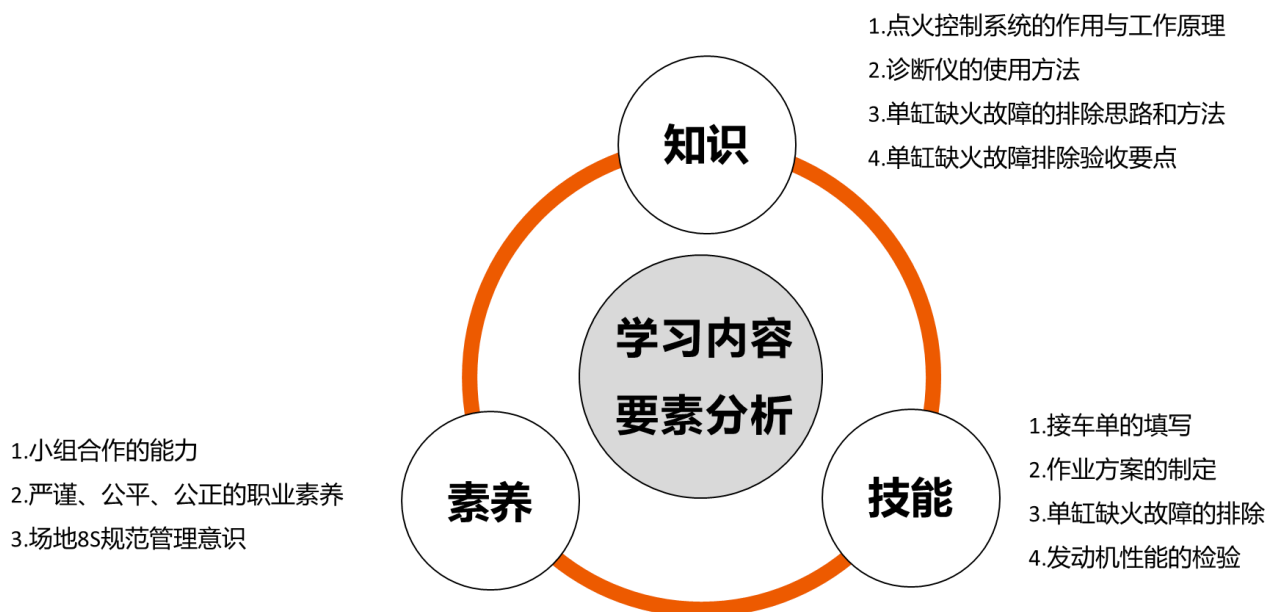 1.点火控制系统的作用与工作原理
2.诊断仪的使用方法
3.单缸缺火故障的排除思路和方法
4.单缸缺火故障排除验收要点
知识
学习内容
要素分析
素养
1.小组合作的能力
2.严谨、公平、公正的职业素养
3.场地8S规范管理意识
技能
1.接车单的填写
2.作业方案的制定
3.单缸缺火故障的排除
4.发动机性能的检验